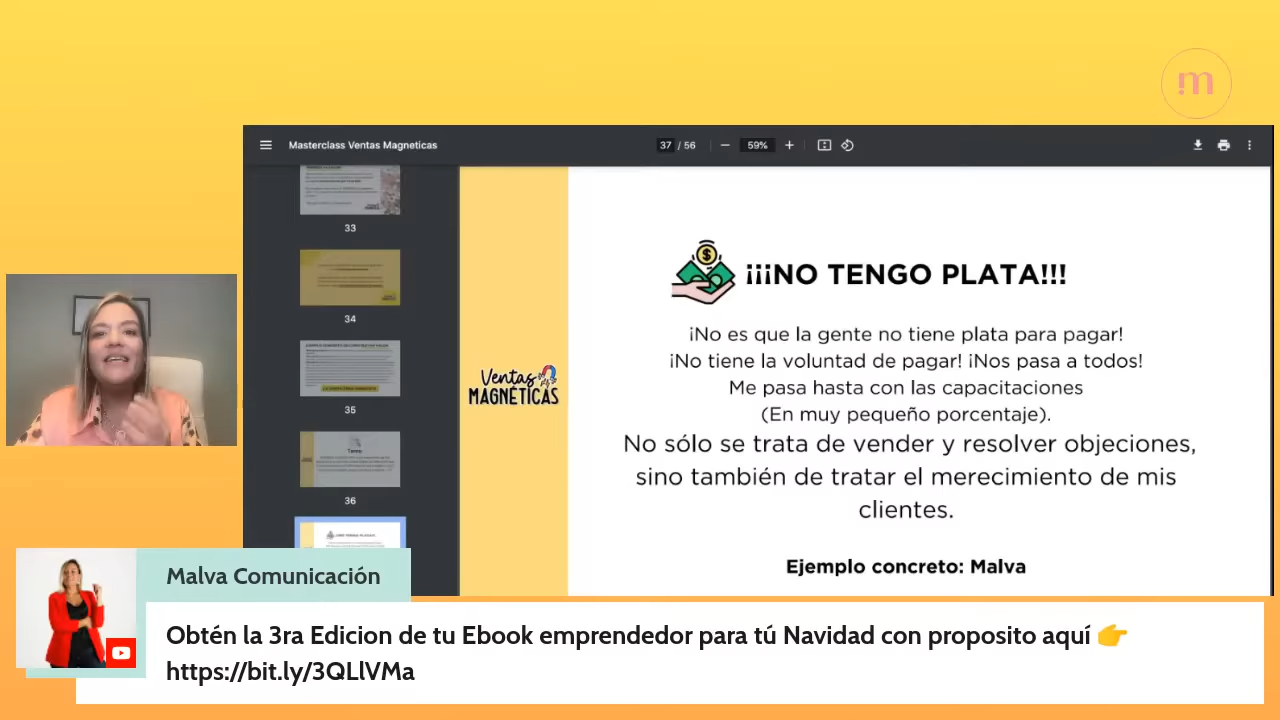 !m
Masterclass Ventas Magneticas
37 / 56
59%
33
34
35
36
Ventas
MAGNÉTICAS
¡¡¡NO TENGO PLATA!!!
¡No es que la gente no tiene plata para pagar!
¡No tiene la voluntad de pagar! ¡Nos pasa a todos!
Me pasa hasta con las capacitaciones
(En muy pequeño porcentaje).
No sólo se trata de vender y resolver objeciones,
sino también de tratar el merecimiento de mis
clientes.
Ejemplo concreto: Malva
Malva Comunicación
Obtén la 3ra Edicion de tu Ebook emprendedor para tú Navidad con proposito aquí 👉
https://bit.ly/3QLlVMa